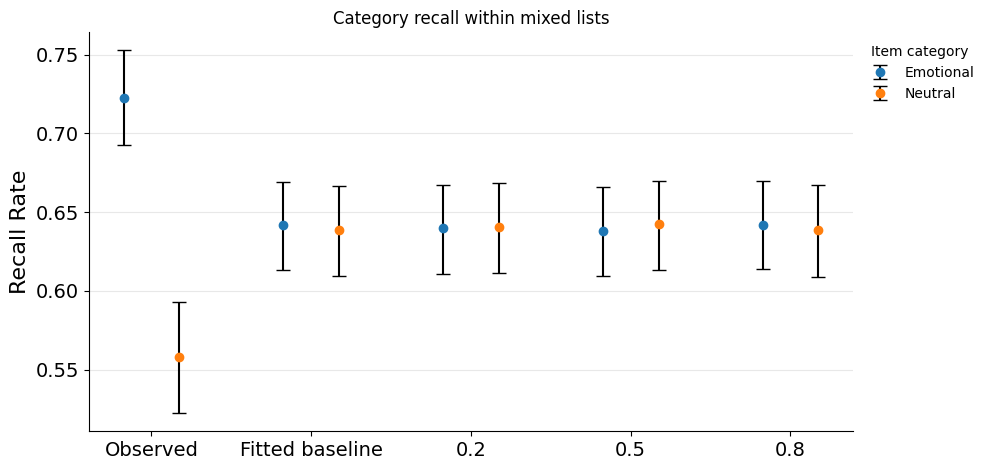 Category recall within mixed lists
Recall Rate
0.75
0.70
0.65
0.60
0.55
Observed
Fitted baseline
0.2
0.5
0.8
Item category
Emotional
Neutral